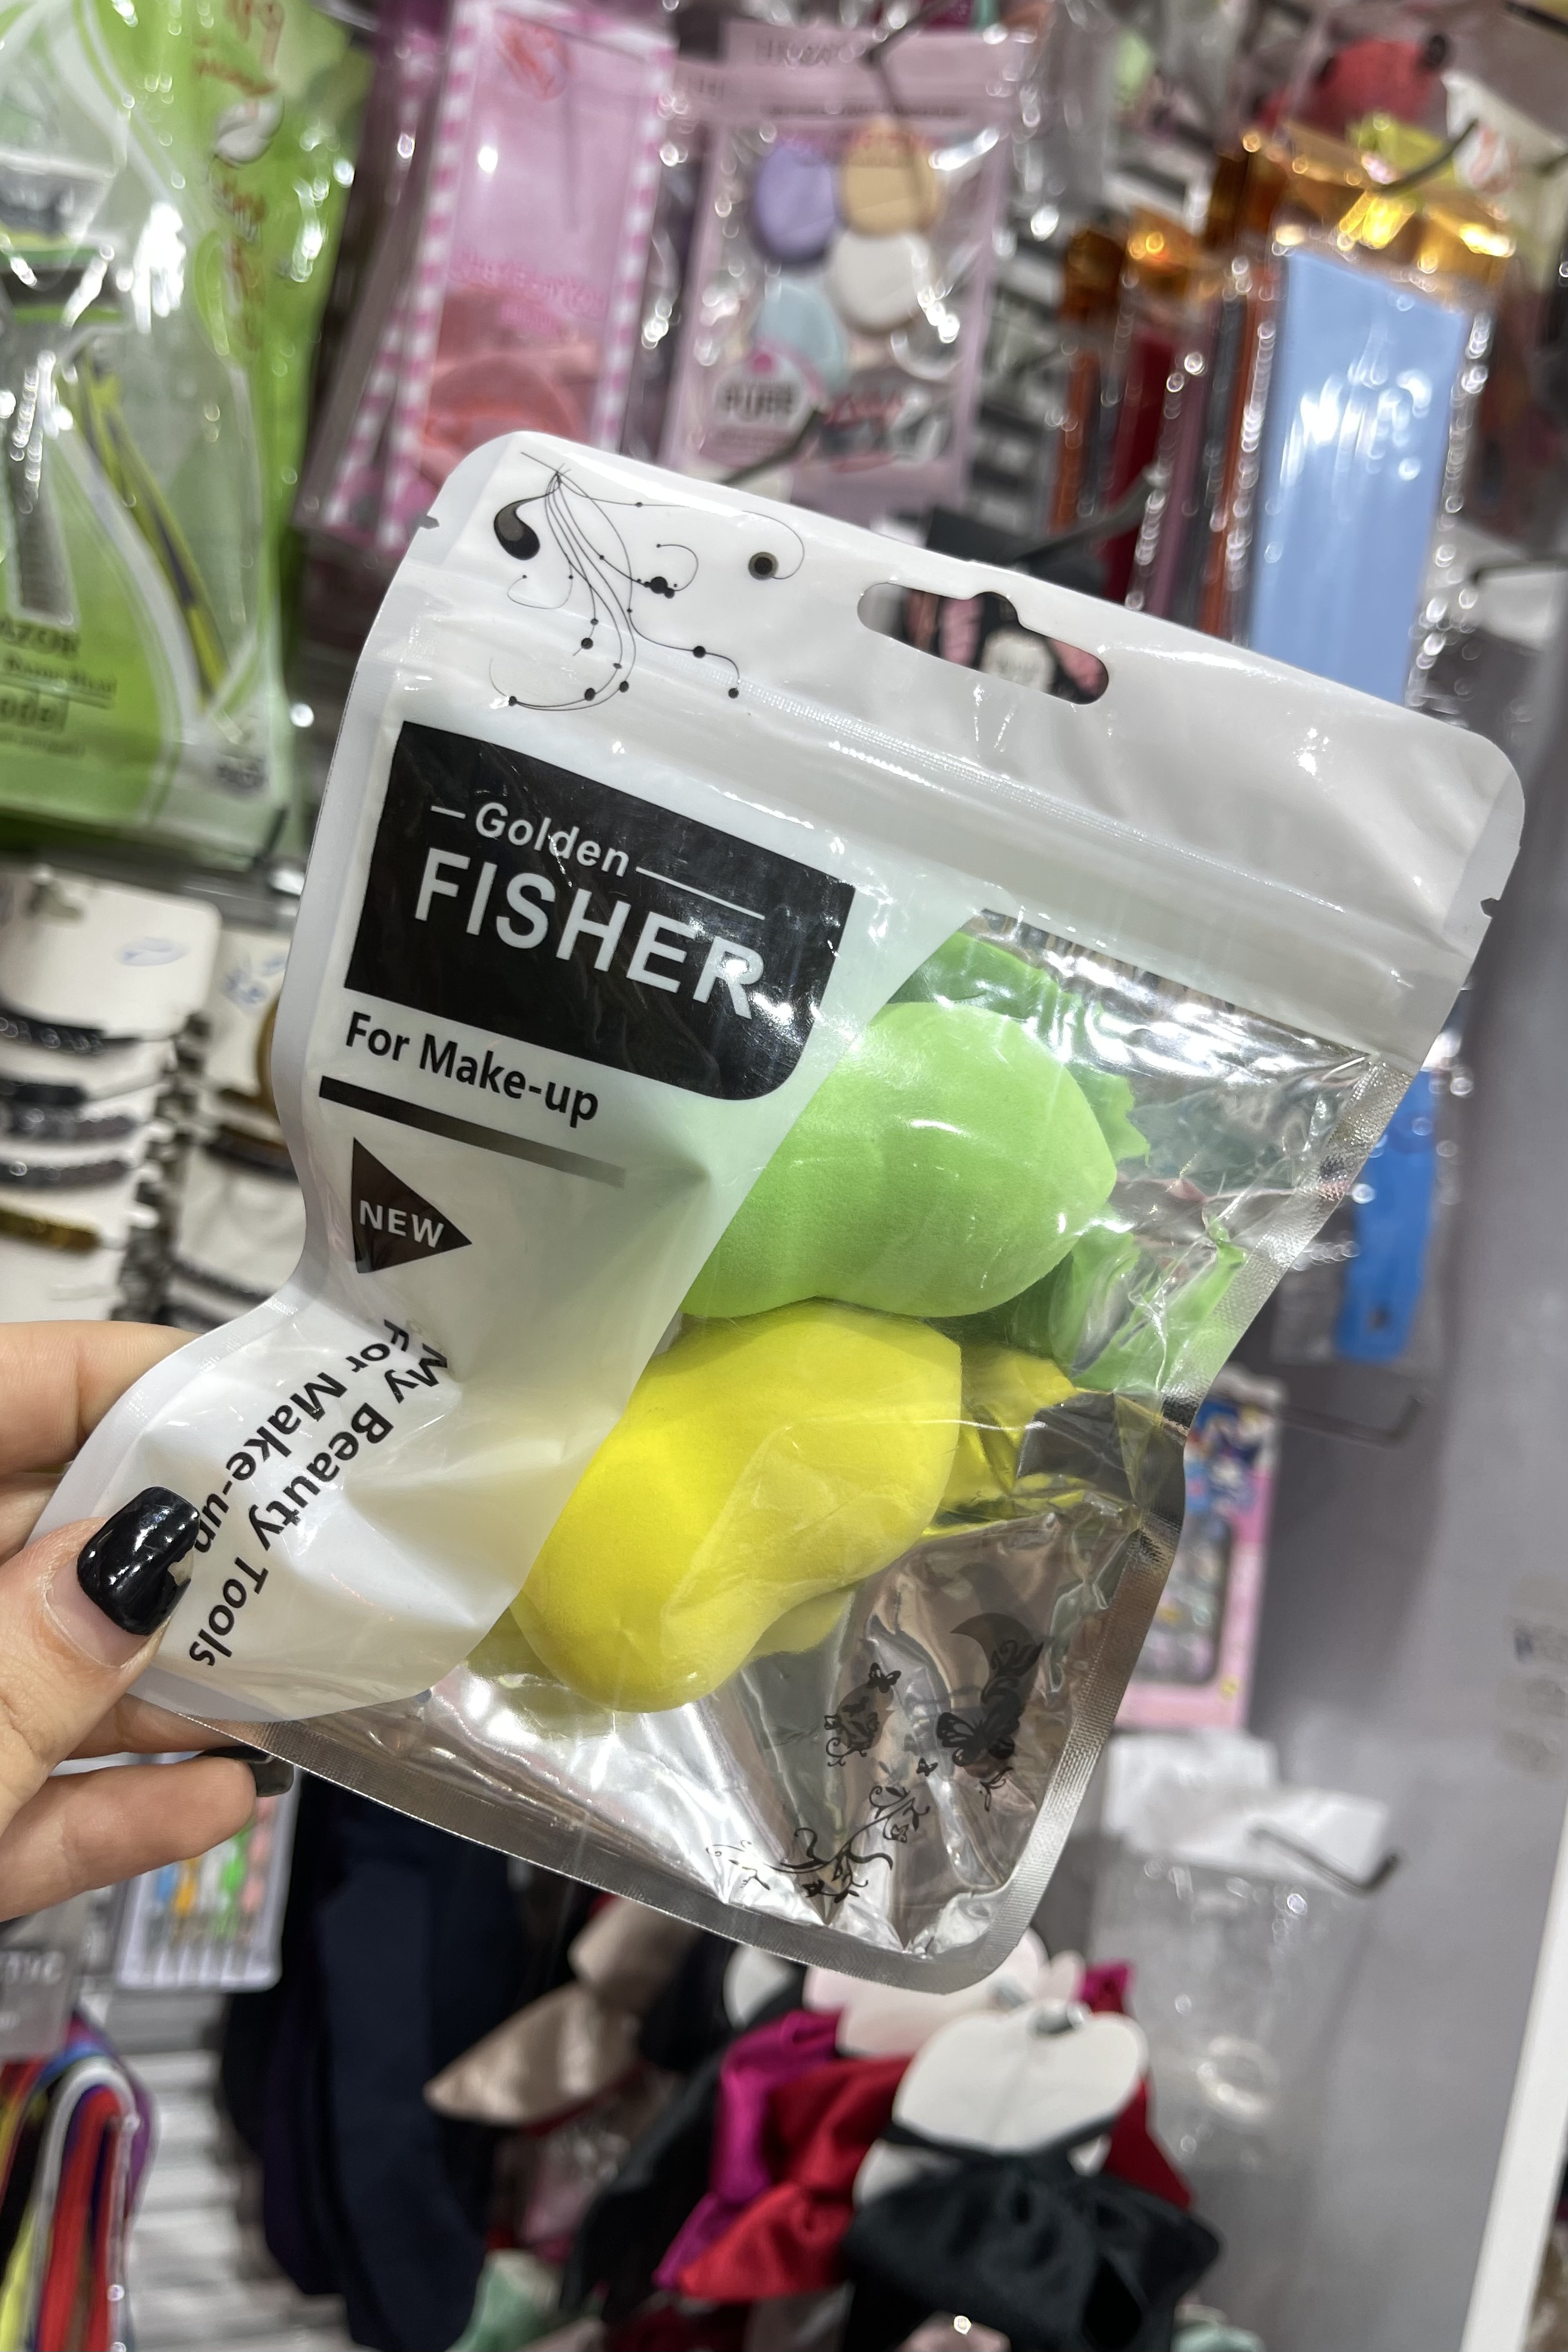 Golden
FISHER
For Make-up
NEW
My Beauty Tools
For Make-up